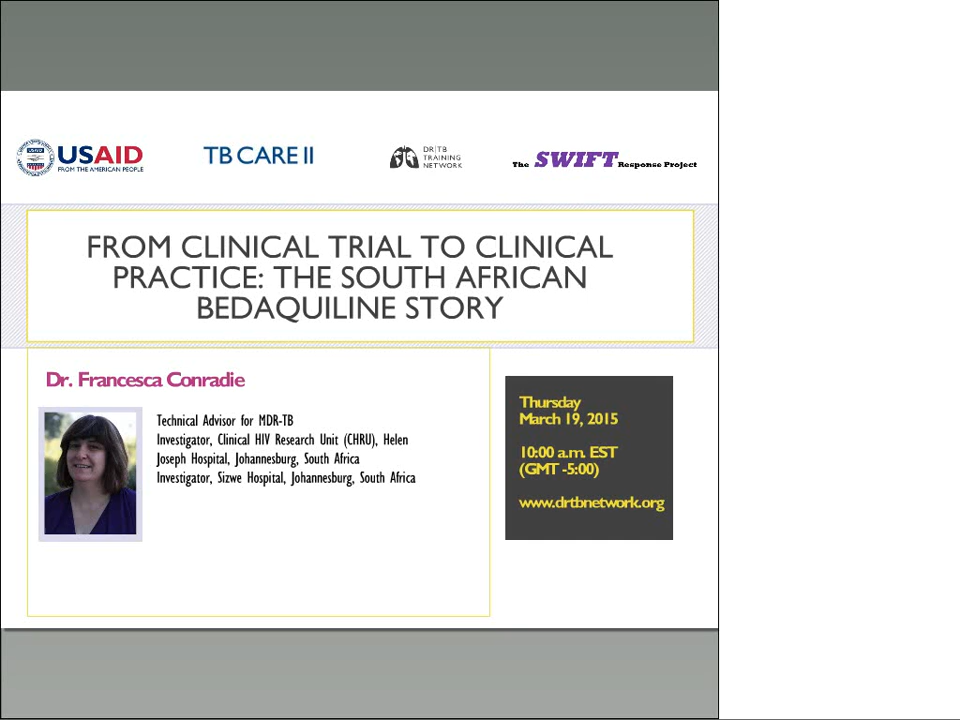 USAID
FROM THE AMERICAN PEOPLE
TB CARE II
DR|TB
TRAINING
NETWORK
The SWIFT Response Project
FROM CLINICAL TRIAL TO CLINICAL
PRACTICE: THE SOUTH AFRICAN
BEDAQUILINE STORY
Dr. Francesca Conradie
Technical Advisor for MDR-TB
Investigator, Clinical HIV Research Unit (CHRU), Helen
Joseph Hospital, Johannesburg, South Africa
Investigator, Sizwe Hospital, Johannesburg, South Africa
Thursday
March 19, 2015
10:00 a.m. EST
(GMT -5:00)
www.drtbnetwork.org